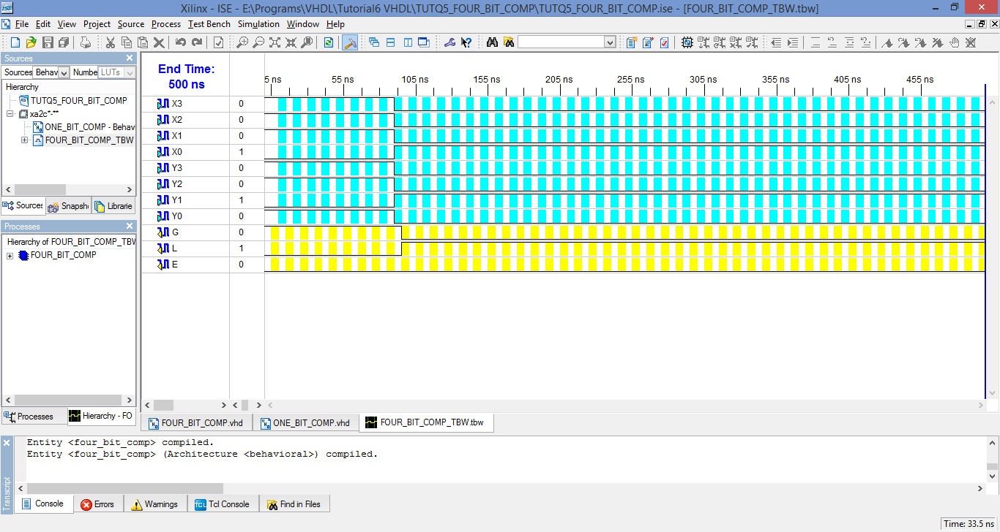 Xilinx - ISE - E:\Programs\VHDL\Tutorial6 VHDL\TUTQ5_FOUR_BIT_COMP\TUTQ5_FOUR_BIT_COMP.ise - [FOUR_BIT_COMP_TBW.tbw]
File Edit View Project Source Process Test Bench Simulation Window Help
Sources
Sources Behav Numbe LUTs
Hierarchy
TUTQ5_FOUR_BIT_COMP
xa2c*-**
ONE_BIT_COMP - Behavi
FOUR_BIT_COMP_TBW
Sources Snapsh Librarie
Processes
Hierarchy of FOUR_BIT_COMP_TBW
FOUR_BIT_COMP
Processes Hierarchy - FO
End Time:
500 ns
5 ns 55 ns 105 ns 155 ns 205 ns 255 ns 305 ns 355 ns 405 ns 455 ns
X3 0
X2 0
X1 0
X0 1
Y3 0
Y2 0
Y1 1
Y0 0
G 0
L 1
E 0
FOUR_BIT_COMP.vhd ONE_BIT_COMP.vhd FOUR_BIT_COMP_TBW.tbw
Entity <four_bit_comp> compiled.
Entity <four_bit_comp> (Architecture <behavioral>) compiled.
Transcript
Console Errors Warnings TCL Tcl Console Find in Files
Time: 33.5 ns